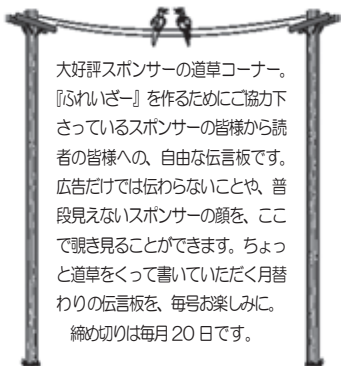 大好評スポンサーの道草コーナー。
『ふれいざー』を作るためにご協力下
さっているスポンサーの皆様から読
者の皆様への、自由な伝言板です。
広告だけでは伝わらないことや、普
段見えないスポンサーの顔を、ここ
で覗き見ることができます。ちょっ
と道草をくって書いていただく月替
わりの伝言板を、毎号お楽しみに。
締め切りは毎月 20 日です。